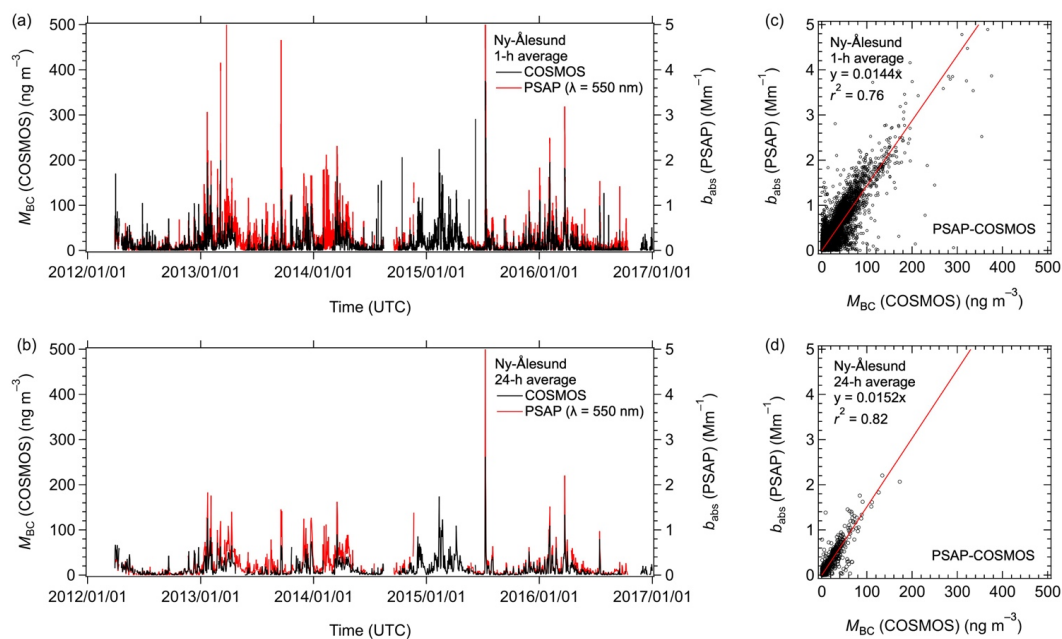 (a)
500
400
300
200
100
0
M_BC (COSMOS) (ng m⁻³)
Ny-Ålesund
1-h average
COSMOS
PSAP (λ = 550 nm)
5
4
3
2
1
0
b_abs (PSAP) (Mm⁻¹)
2012/01/01 2013/01/01 2014/01/01 2015/01/01 2016/01/01 2017/01/01
Time (UTC)
(c)
5
4
3
2
1
0
b_abs (PSAP) (Mm⁻¹)
Ny-Ålesund
1-h average
y = 0.0144x
r² = 0.76
PSAP-COSMOS
0 100 200 300 400 500
M_BC (COSMOS) (ng m⁻³)
(b)
500
400
300
200
100
0
M_BC (COSMOS) (ng m⁻³)
Ny-Ålesund
24-h average
COSMOS
PSAP (λ = 550 nm)
5
4
3
2
1
0
b_abs (PSAP) (Mm⁻¹)
2012/01/01 2013/01/01 2014/01/01 2015/01/01 2016/01/01 2017/01/01
Time (UTC)
(d)
5
4
3
2
1
0
b_abs (PSAP) (Mm⁻¹)
Ny-Ålesund
24-h average
y = 0.0152x
r² = 0.82
PSAP-COSMOS
0 100 200 300 400 500
M_BC (COSMOS) (ng m⁻³)